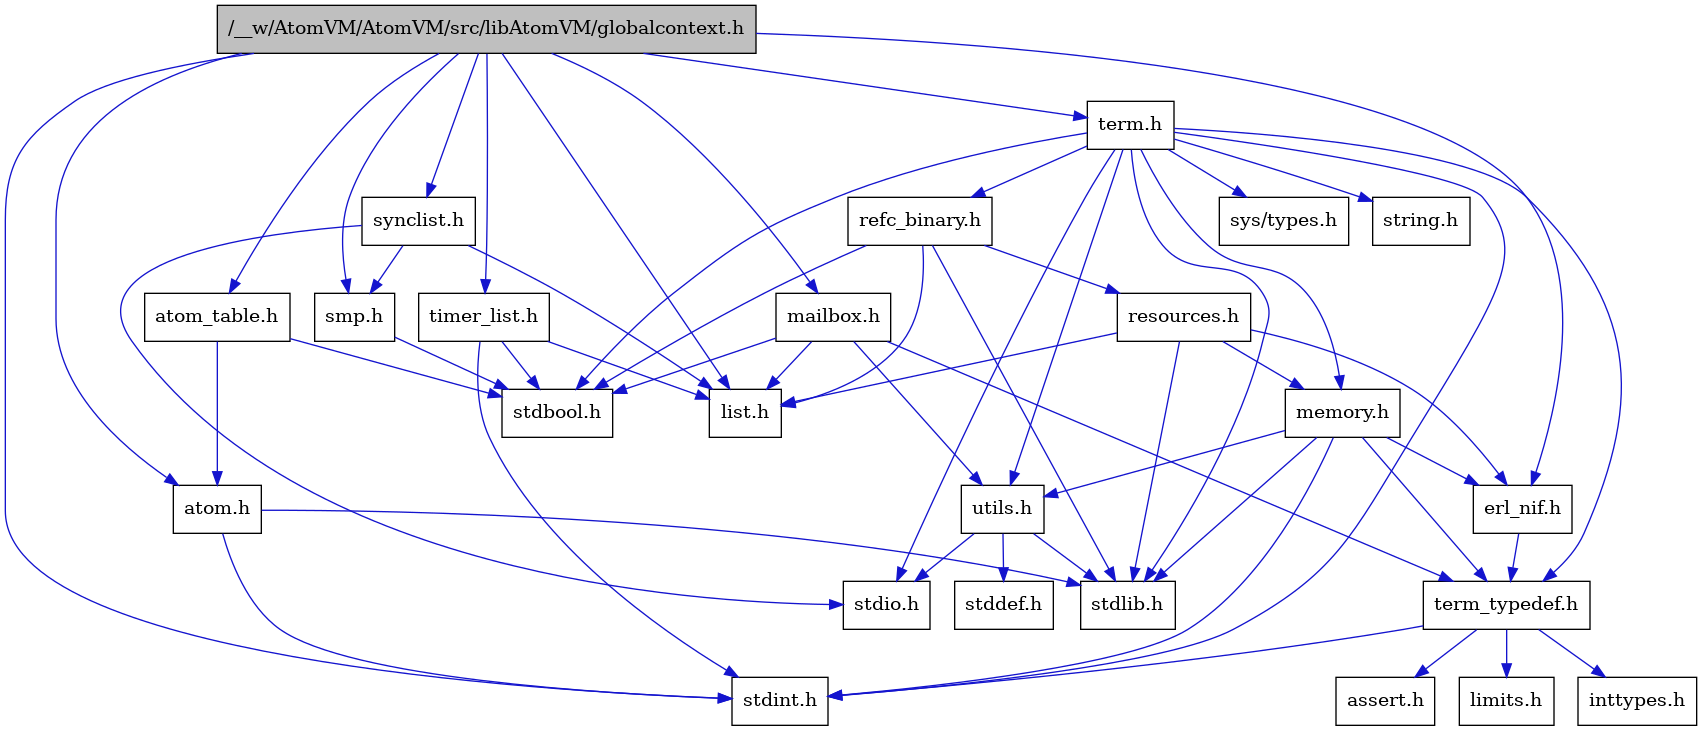 /__w/AtomVM/AtomVM/src/libAtomVM/globalcontext.h
term.h
synclist.h
refc_binary.h
sys/types.h
string.h
atom_table.h
smp.h
timer_list.h
mailbox.h
resources.h
stdbool.h
list.h
memory.h
atom.h
utils.h
erl_nif.h
stdio.h
stddef.h
stdlib.h
term_typedef.h
stdint.h
assert.h
limits.h
inttypes.h